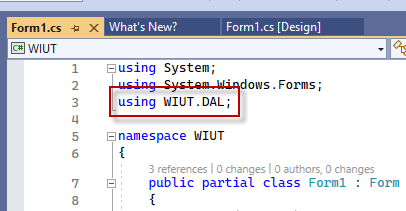 Form1.cs What's New? Form1.cs [Design]
C# WIUT
1 using System;
2 using System.Windows.Forms;
3 using WIUT.DAL;
4
5 namespace WIUT
6 {
3 references | 0 changes | 0 authors, 0 changes
7 public partial class Form1 : Form
8 {